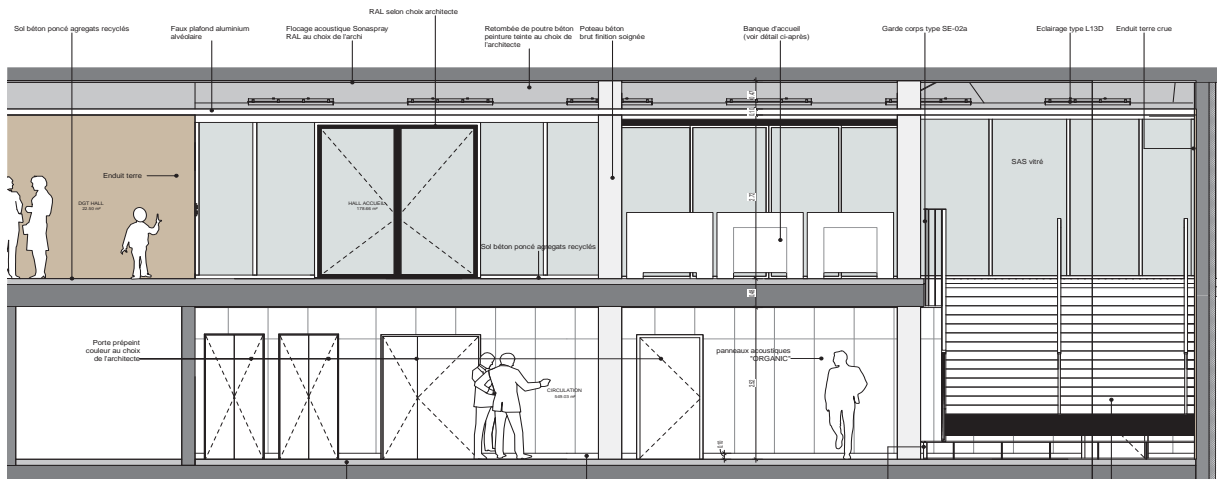 RAL selon architecte
Sol béton poncé agregats recyclés
Faux plafond aluminium
alvéolaire
Flocage acoustique Sonaspray
RAL au choix de l'archi
Retombée de poutre béton
peinture teinte au choix de
l'architecte
Poteau béton
brut finition soignée
Banque d'accueil
(voir détail ci-après)
Garde corps type SE-02a
Eclairage type L13D
Enduit terre crue
SAS vitré
Enduit terre
DGT HALL
22.50 m²
HALL ACCUEIL
Sol béton poncé agregats recyclés
Porte prépeint
couleur au choix
de l'architecte
panneaux acoustiques
"ORGANIC"
CIRCULATION